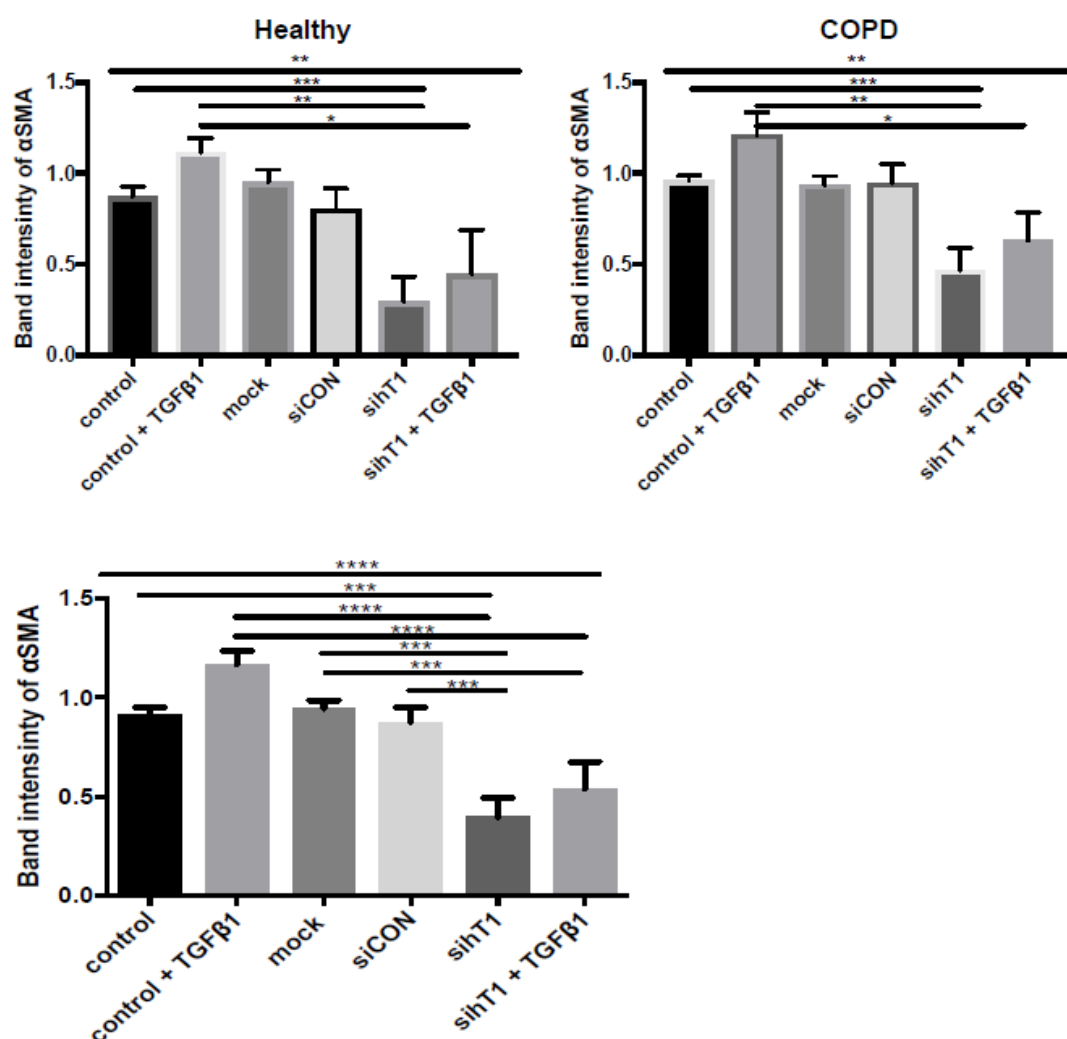 Healthy
**
***
**
*
1.5
1.0
0.5
0.0
Band intensinty of αSMA
control
control + TGFβ1
mock
siCON
sihT1
sihT1 + TGFβ1
COPD
**
***
**
*
1.5
1.0
0.5
0.0
Band intensinty of αSMA
control
control + TGFβ1
mock
siCON
sihT1
sihT1 + TGFβ1
****
***
****
****
***
***
***
1.5
1.0
0.5
0.0
Band intensinty of αSMA
control
control + TGFβ1
mock
siCON
sihT1
sihT1 + TGFβ1